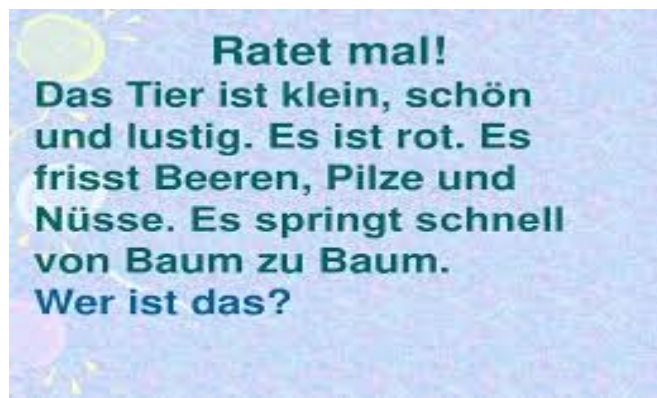 Ratet mal!
Das Tier ist klein, schön
und lustig. Es ist rot. Es
frisst Beeren, Pilze und
Nüsse. Es springt schnell
von Baum zu Baum.
Wer ist das?